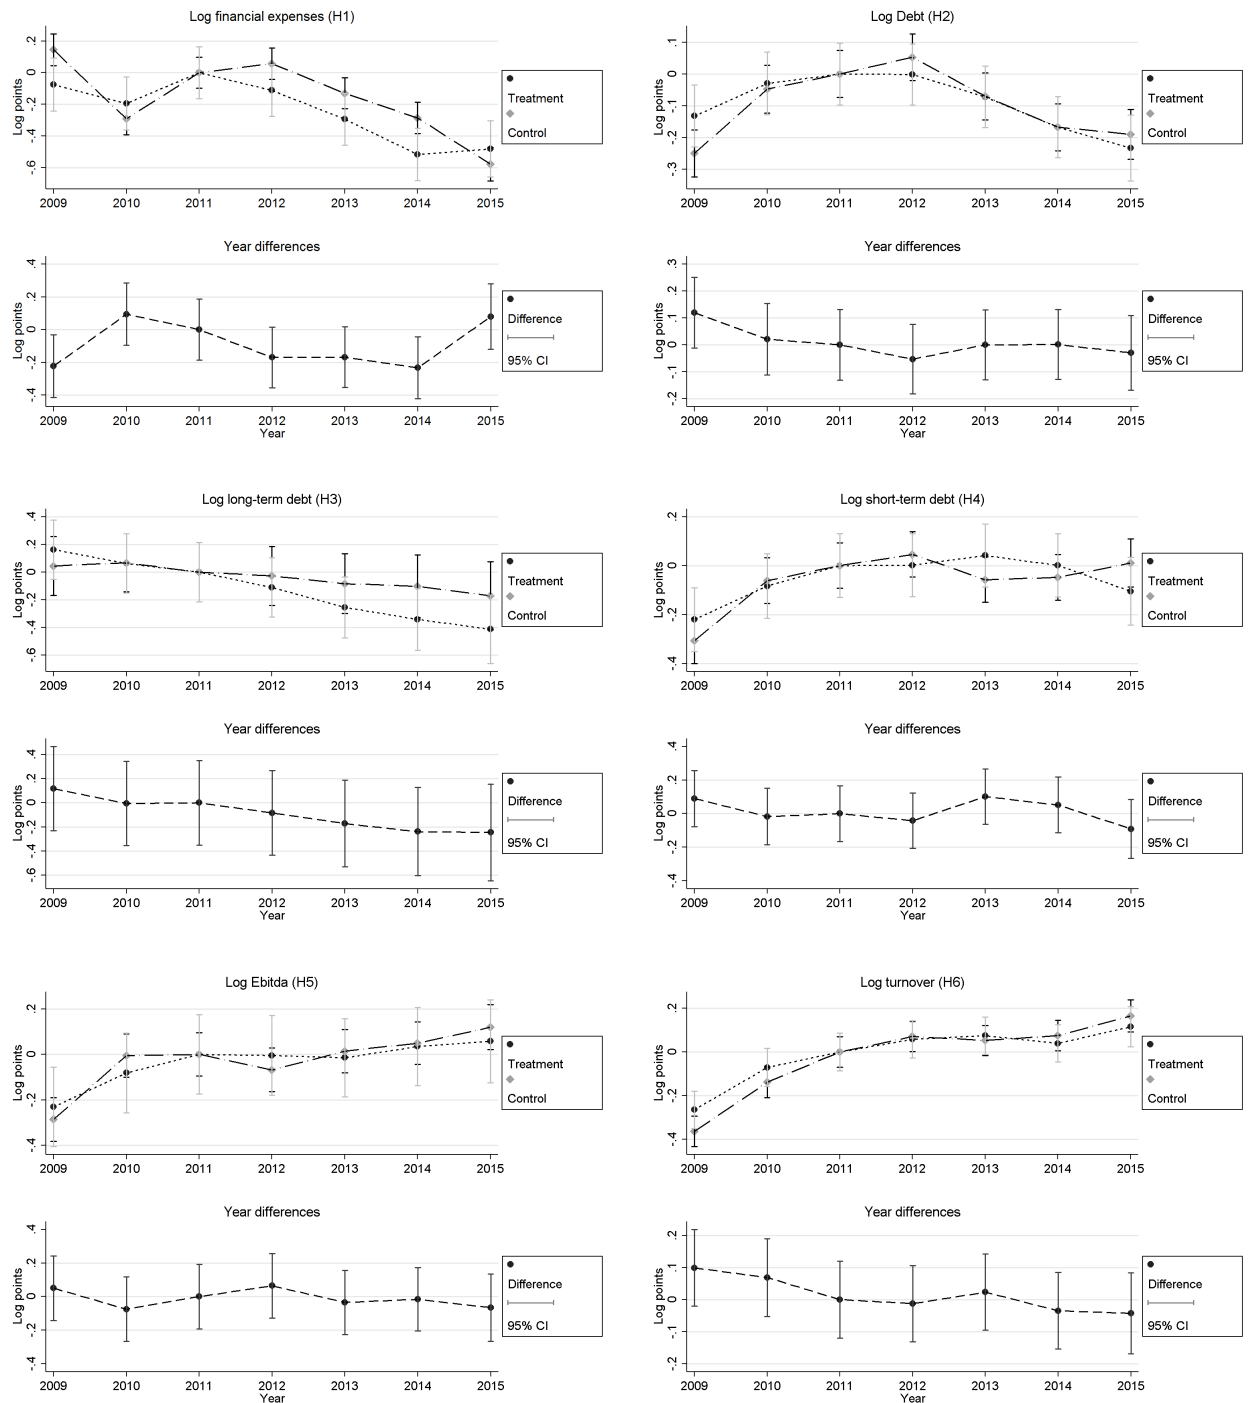 Log financial expenses (H1)
Log points
.2
0
-.2
-.4
-.6
2009 2010 2011 2012 2013 2014 2015
Treatment
Control
Year differences
Log points
.4
.2
0
-.2
-.4
2009 2010 2011 2012 2013 2014 2015
Year
Difference
95% CI
Log Debt (H2)
Log points
.1
0
-.1
-.2
-.3
2009 2010 2011 2012 2013 2014 2015
Treatment
Control
Year differences
Log points
.3
.2
.1
0
-.1
-.2
2009 2010 2011 2012 2013 2014 2015
Year
Difference
95% CI
Log long-term debt (H3)
Log points
.4
.2
0
-.2
-.4
-.6
2009 2010 2011 2012 2013 2014 2015
Treatment
Control
Year differences
Log points
.4
.2
0
-.2
-.4
-.6
2009 2010 2011 2012 2013 2014 2015
Year
Difference
95% CI
Log short-term debt (H4)
Log points
.2
0
-.2
-.4
2009 2010 2011 2012 2013 2014 2015
Treatment
Control
Year differences
Log points
.4
.2
0
-.2
-.4
2009 2010 2011 2012 2013 2014 2015
Year
Difference
95% CI
Log Ebitda (H5)
Log points
.2
0
-.2
-.4
2009 2010 2011 2012 2013 2014 2015
Treatment
Control
Year differences
Log points
.4
.2
0
-.2
-.4
2009 2010 2011 2012 2013 2014 2015
Year
Difference
95% CI
Log turnover (H6)
Log points
.2
0
-.2
-.4
2009 2010 2011 2012 2013 2014 2015
Treatment
Control
Year differences
Log points
.2
.1
0
-.1
-.2
2009 2010 2011 2012 2013 2014 2015
Year
Difference
95% CI